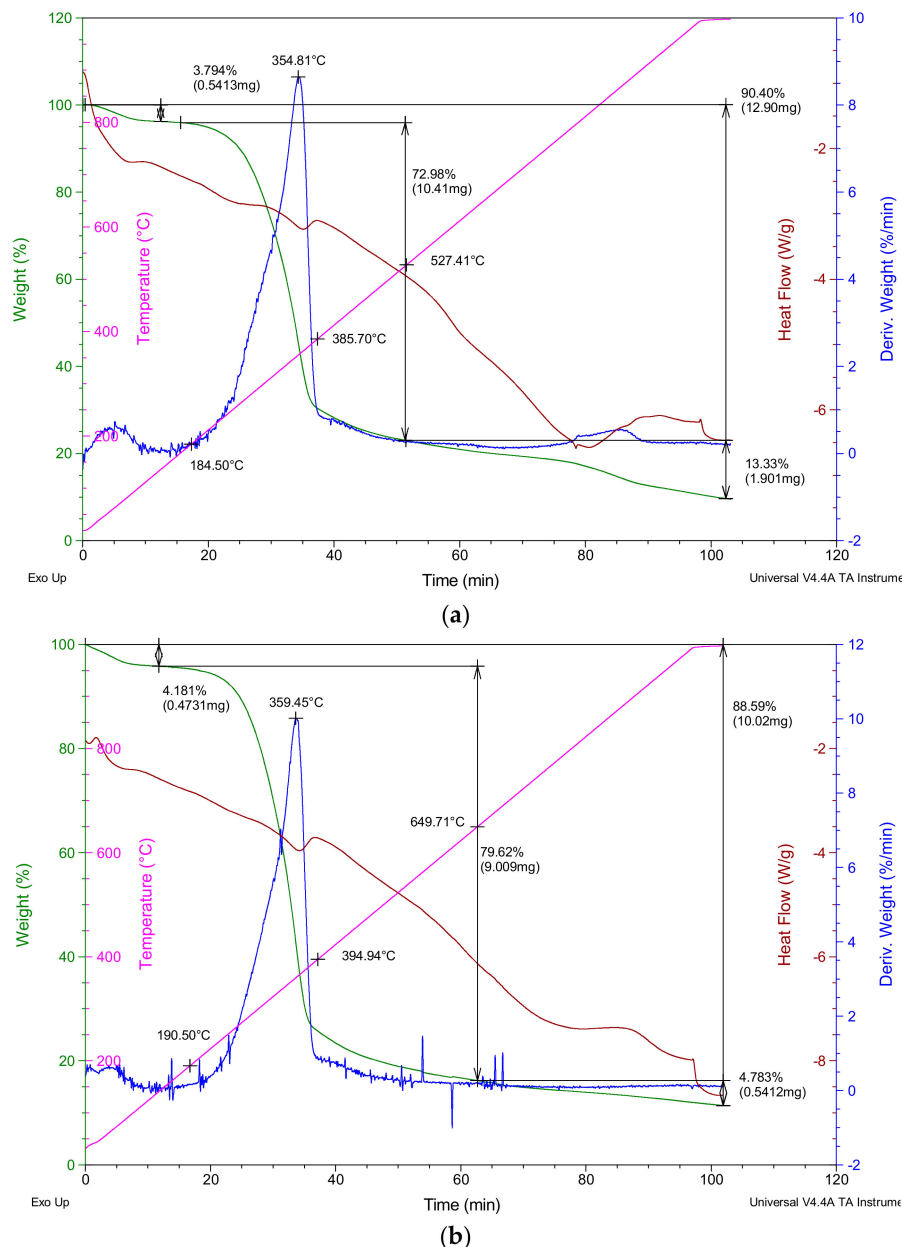 120
10
3.794%
(0.5413mg)
354.81°C
90.40%
(12.90mg)
100
8
800
-2
80
6
72.98%
(10.41mg)
600
Weight (%)
Temperature (°C)
Heat Flow (W/g)
Deriv. Weight (%/min)
527.41°C
60
-4
4
400
385.70°C
40
2
200
-6
184.50°C
20
0
13.33%
(1.901mg)
0
-2
0
20
40
60
80
100
120
Exo Up
Time (min)
Universal V4.4A TA Instrume
(a)
100
12
4.181%
(0.4731mg)
359.45°C
88.59%
(10.02mg)
10
800
80
-2
8
649.71°C
600
60
79.62%
(9.009mg)
-4
6
Weight (%)
Temperature (°C)
Heat Flow (W/g)
Deriv. Weight (%/min)
400
40
394.94°C
-6
4
2
190.50°C
200
20
-8
4.783%
(0.5412mg)
0
0
-2
0
20
40
60
80
100
120
Exo Up
Time (min)
Universal V4.4A TA Instrume
(b)